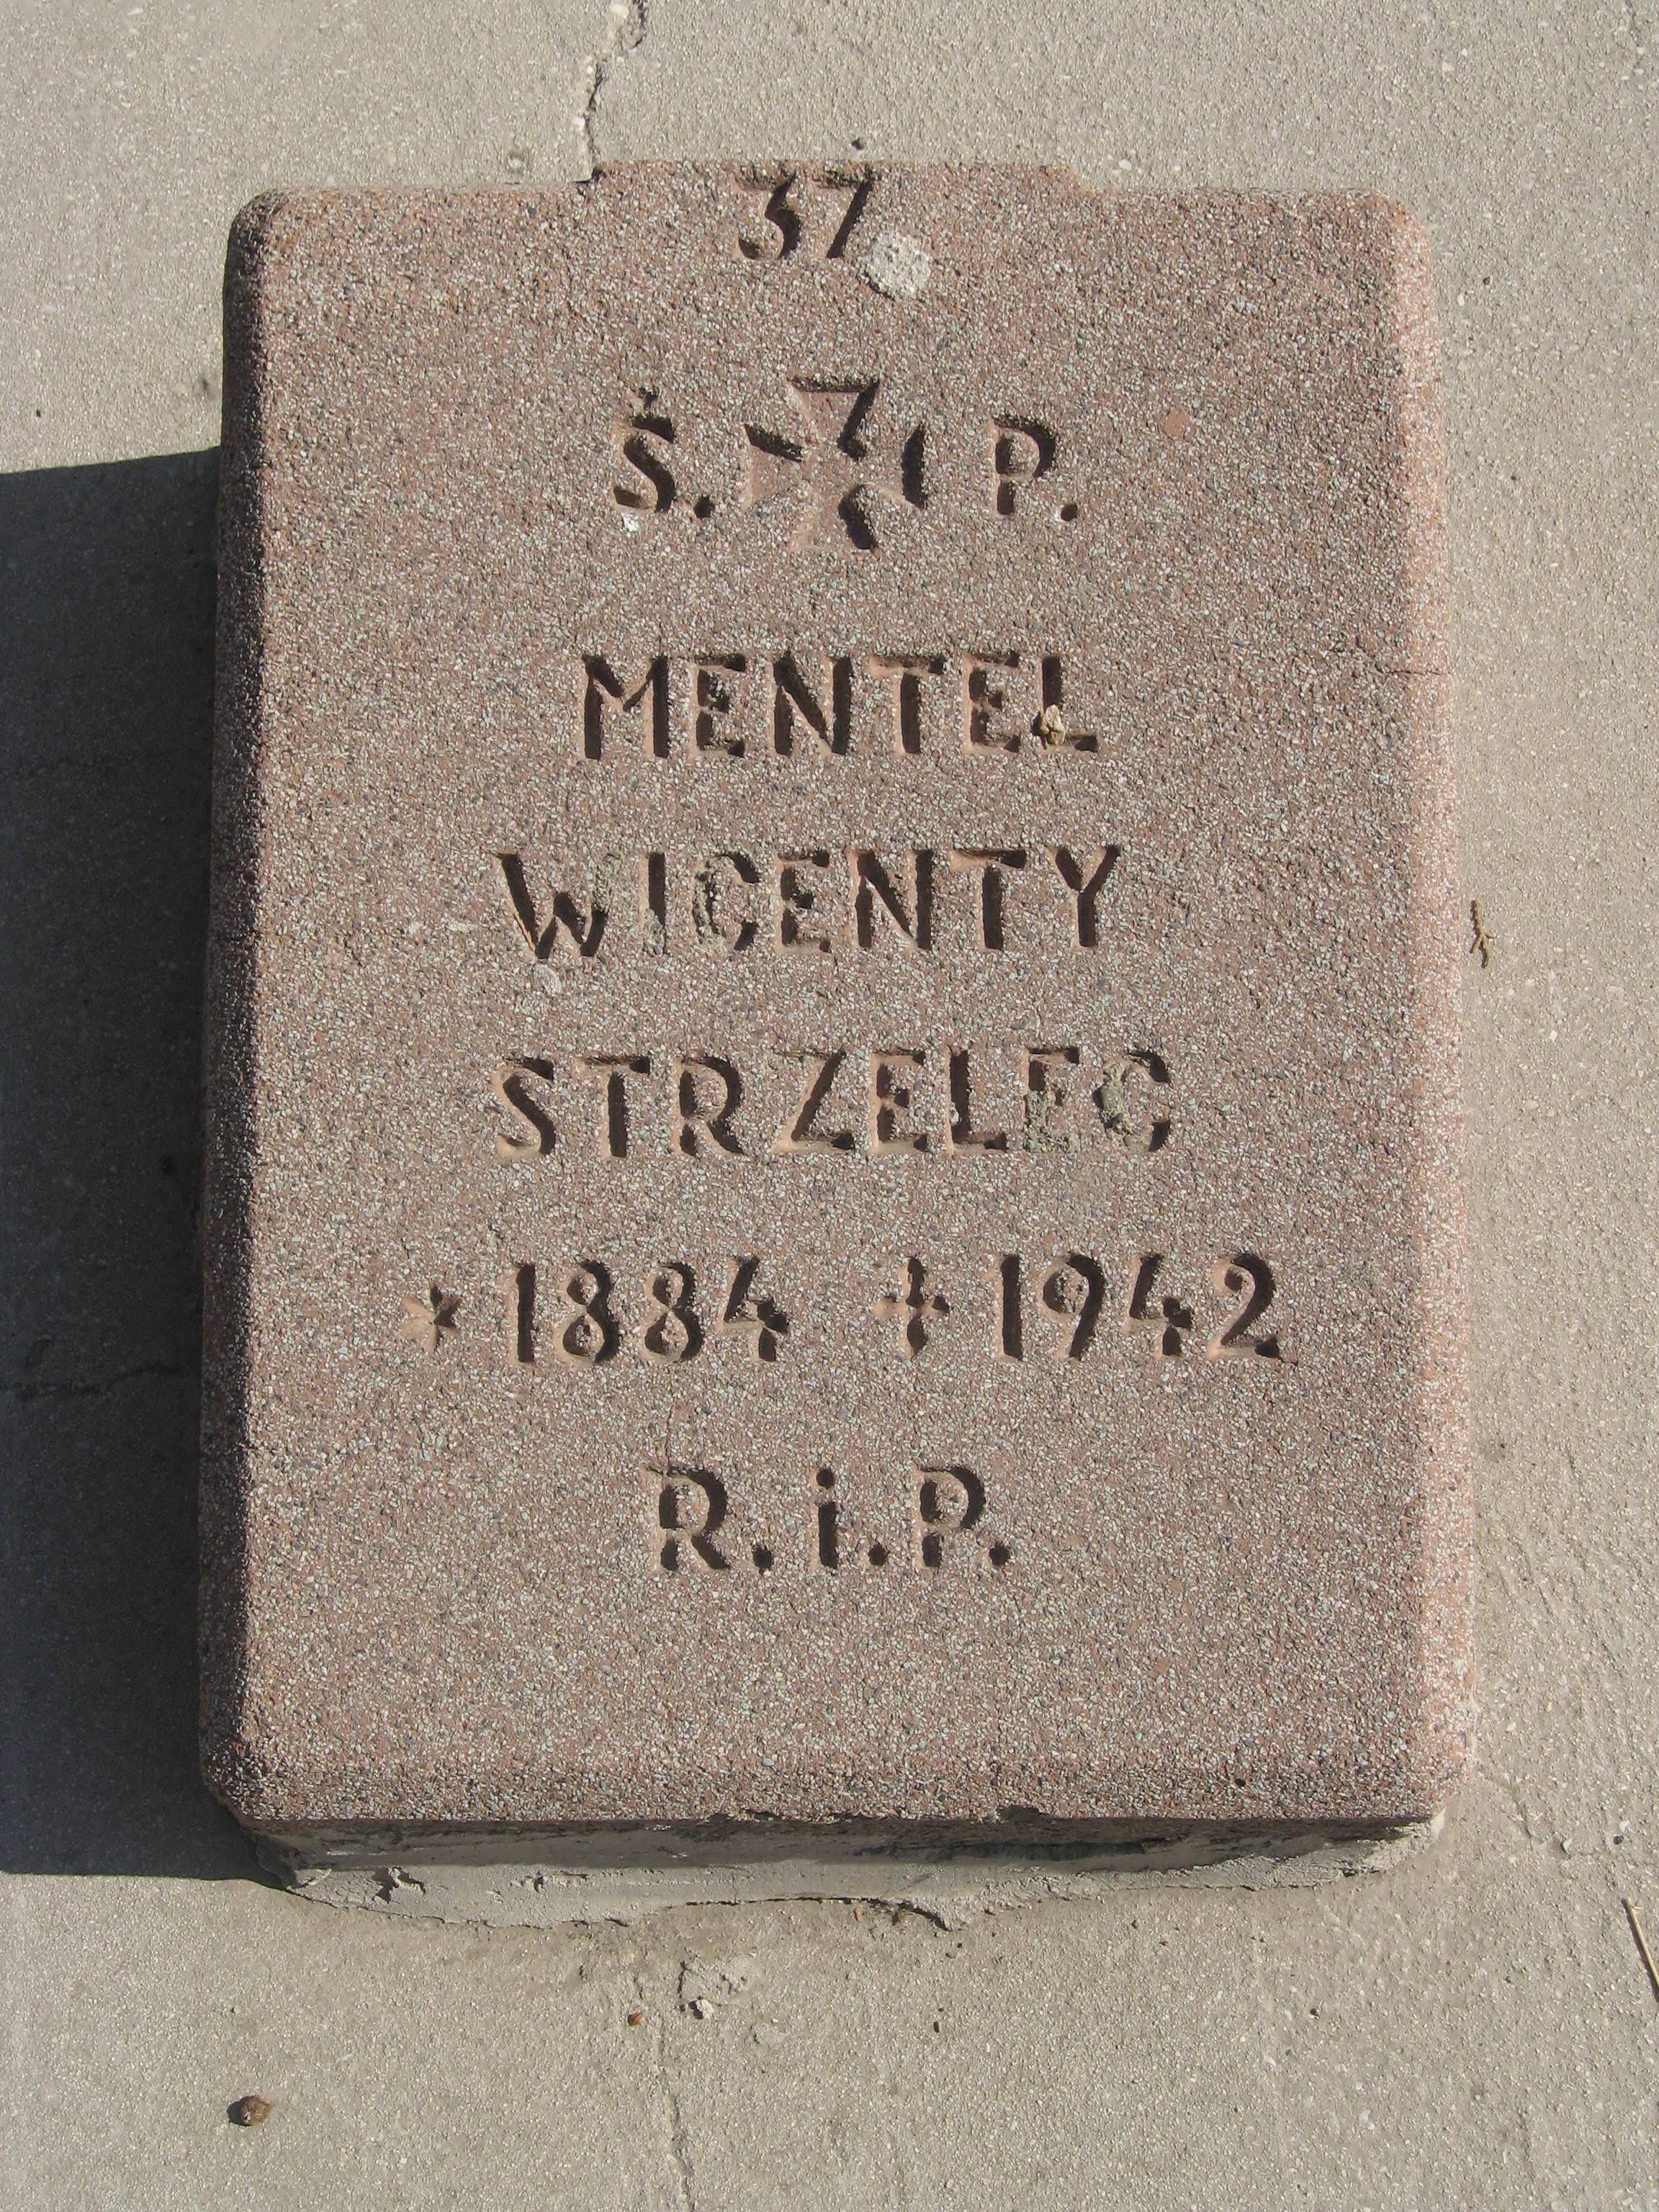 37
Ś. P.
MENTEL
WICENTY
STRZELEC
* 1884 + 1942
R.i.P.